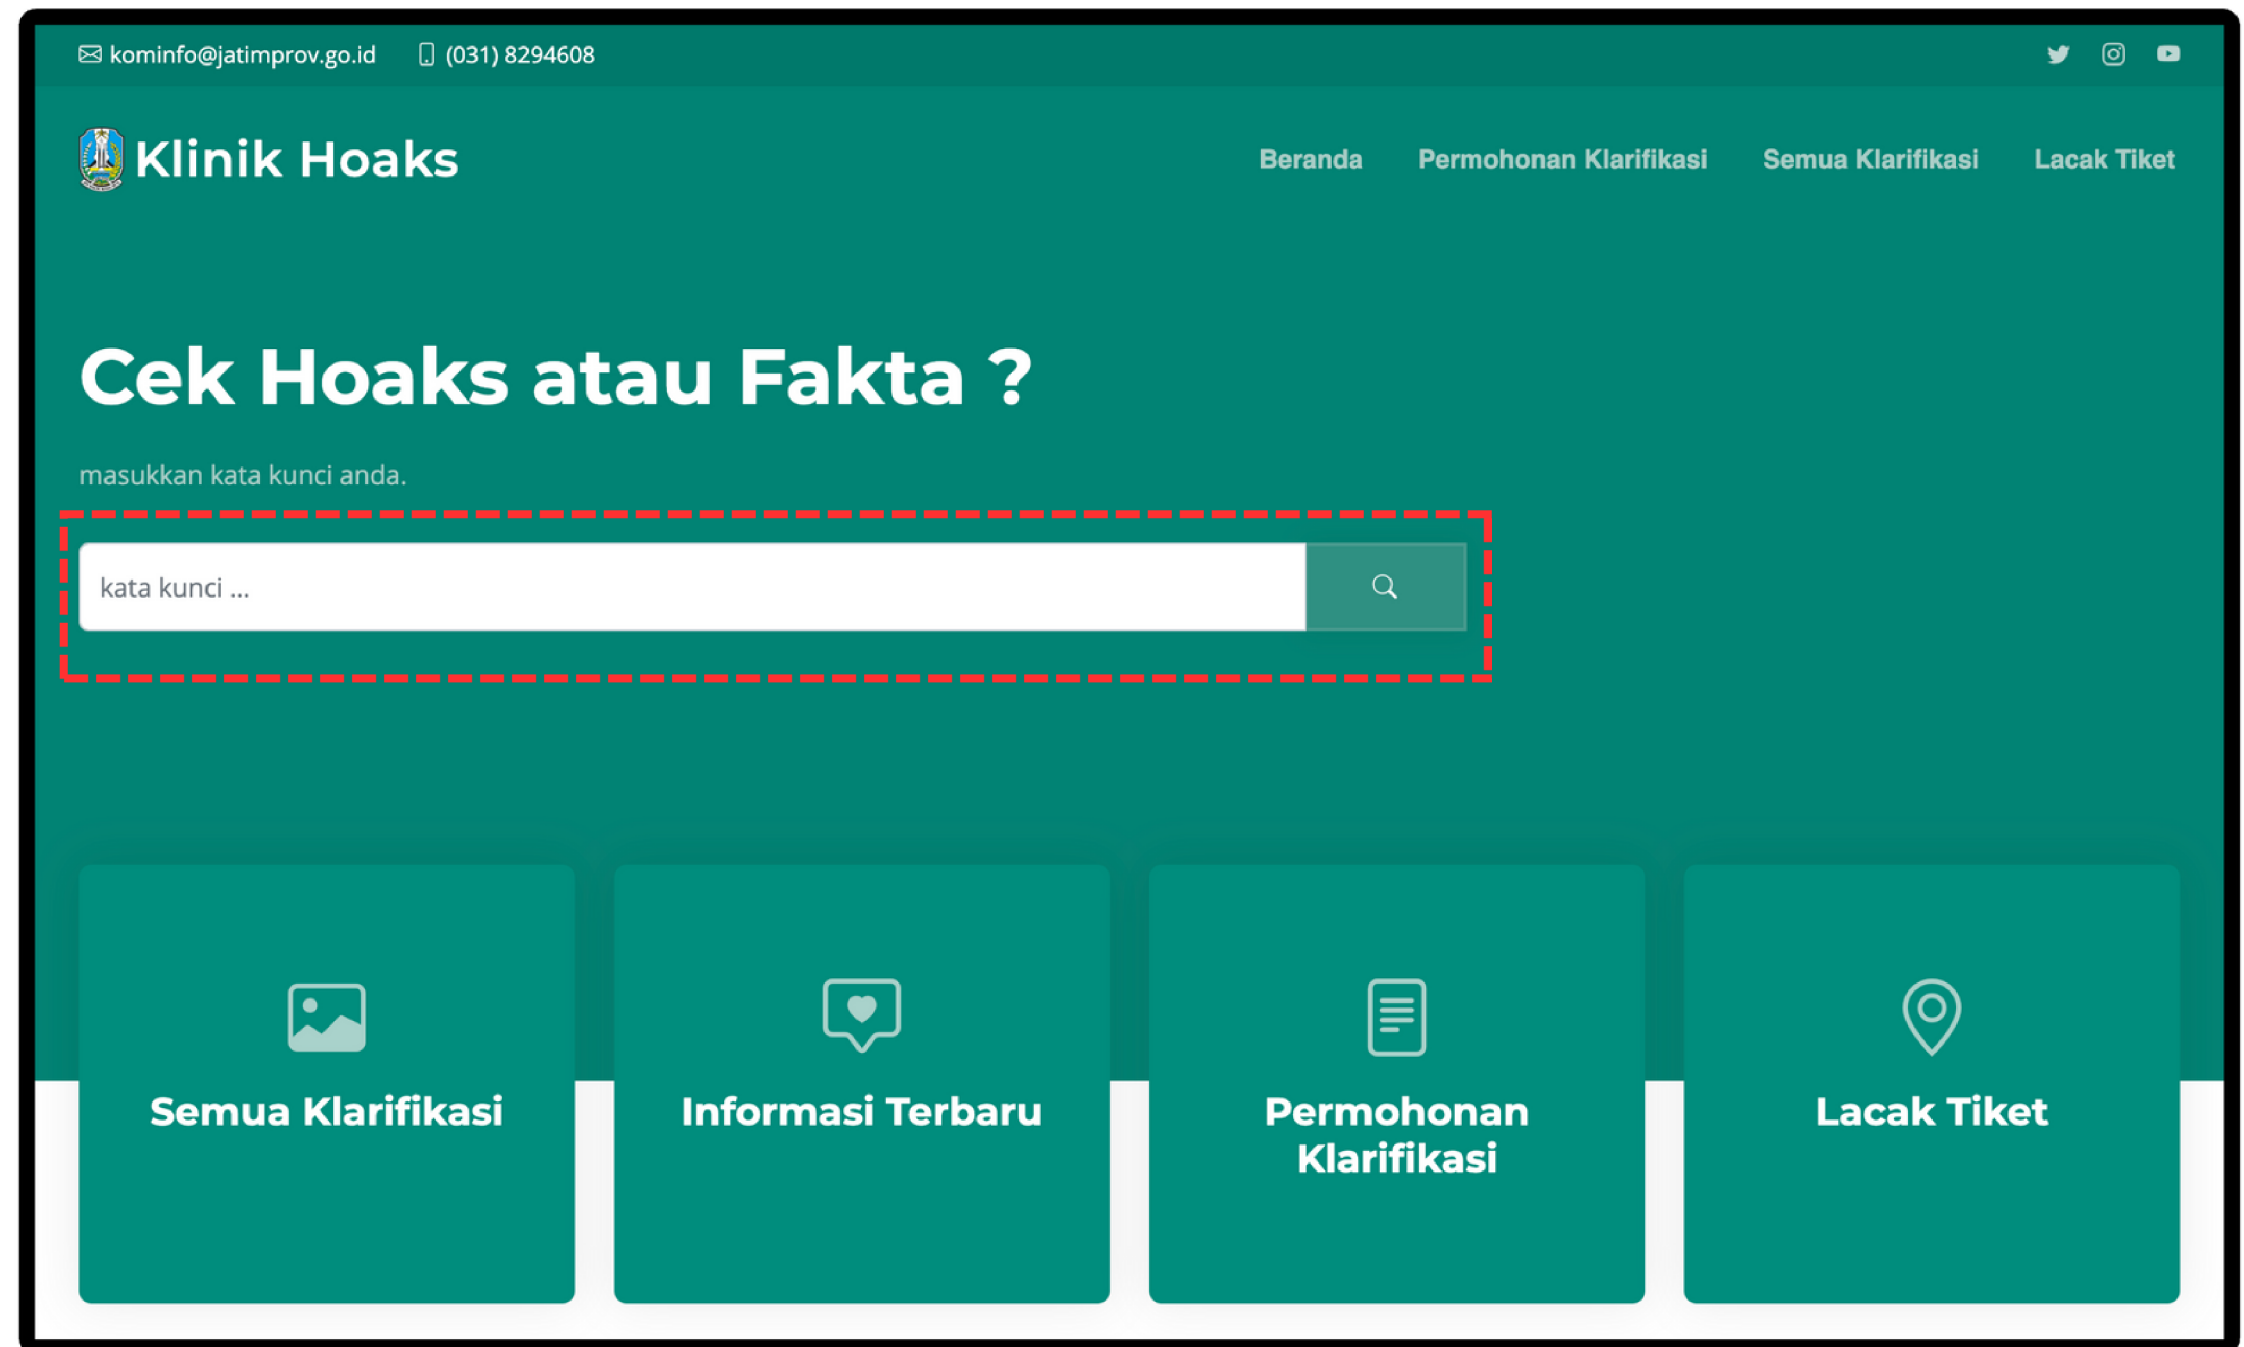 kominfo@jatimprov.go.id (031) 8294608
Klinik Hoaks
Beranda Permohonan Klarifikasi Semua Klarifikasi Lacak Tiket
Cek Hoaks atau Fakta ?
masukkan kata kunci anda.
kata kunci ...
Semua Klarifikasi
Informasi Terbaru
Permohonan
Klarifikasi
Lacak Tiket